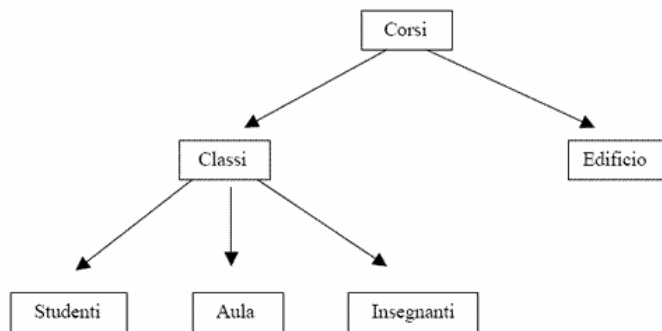 Corsi
Classi
Edificio
Studenti
Aula
Insegnanti